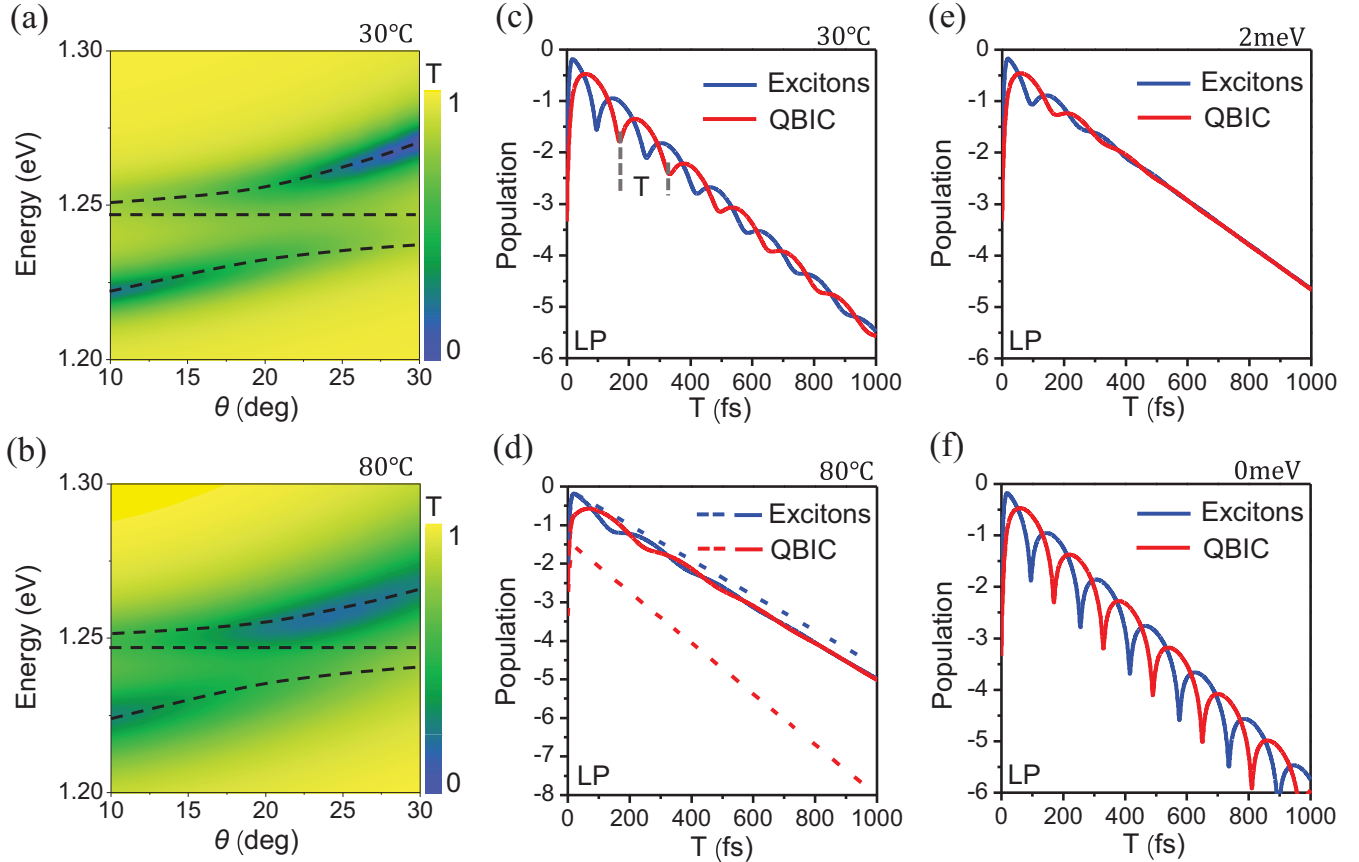 (a)
30℃
1.30
1.25
1.20
Energy (eV)
10 15 20 25 30
θ (deg)
T
1
0
(b)
80℃
1.30
1.25
1.20
Energy (eV)
10 15 20 25 30
θ (deg)
T
1
0
(c)
30℃
0
-1
-2
-3
-4
-5
-6
Population
Excitons
QBIC
T
LP
0 200 400 600 800 1000
T (fs)
(d)
80℃
0
-1
-2
-3
-4
-5
-6
-7
-8
Population
Excitons
QBIC
LP
0 200 400 600 800 1000
T (fs)
(e)
2meV
0
-1
-2
-3
-4
-5
-6
Population
Excitons
QBIC
LP
0 200 400 600 800 1000
T (fs)
(f)
0meV
0
-1
-2
-3
-4
-5
-6
Population
Excitons
QBIC
LP
0 200 400 600 800 1000
T (fs)